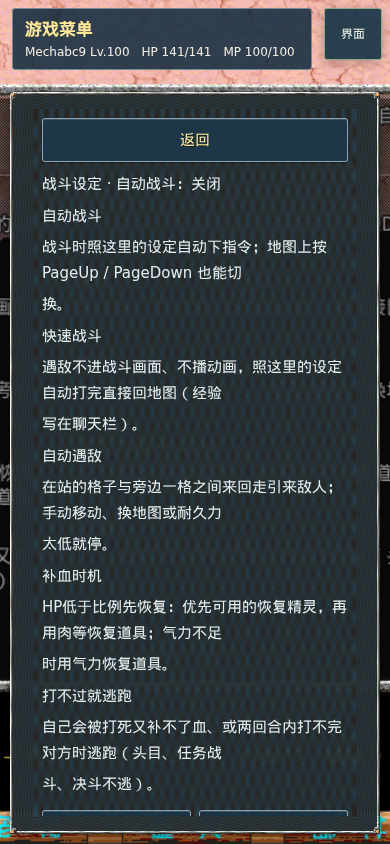 游戏菜单
Mechabc9 Lv.100 HP 141/141 MP 100/100
界面
返回
战斗设定 · 自动战斗：关闭
自动战斗
战斗时照这里的设定自动下指令；地图上按
PageUp / PageDown 也能切
换。
快速战斗
遇敌不进战斗画面、不播动画，照这里的设定
自动打完直接回地图（经验
写在聊天栏）。
自动遇敌
在站的格子与旁边一格之间来回走引来敌人；
手动移动、换地图或耐久力
太低就停。
补血时机
HP低于比例先恢复：优先可用的恢复精灵，再
用肉等恢复道具；气力不足
时用气力恢复道具。
打不过就逃跑
自己会被打死又补不了血、或两回合内打不完
对方时逃跑（头目、任务战
斗、决斗不逃）。